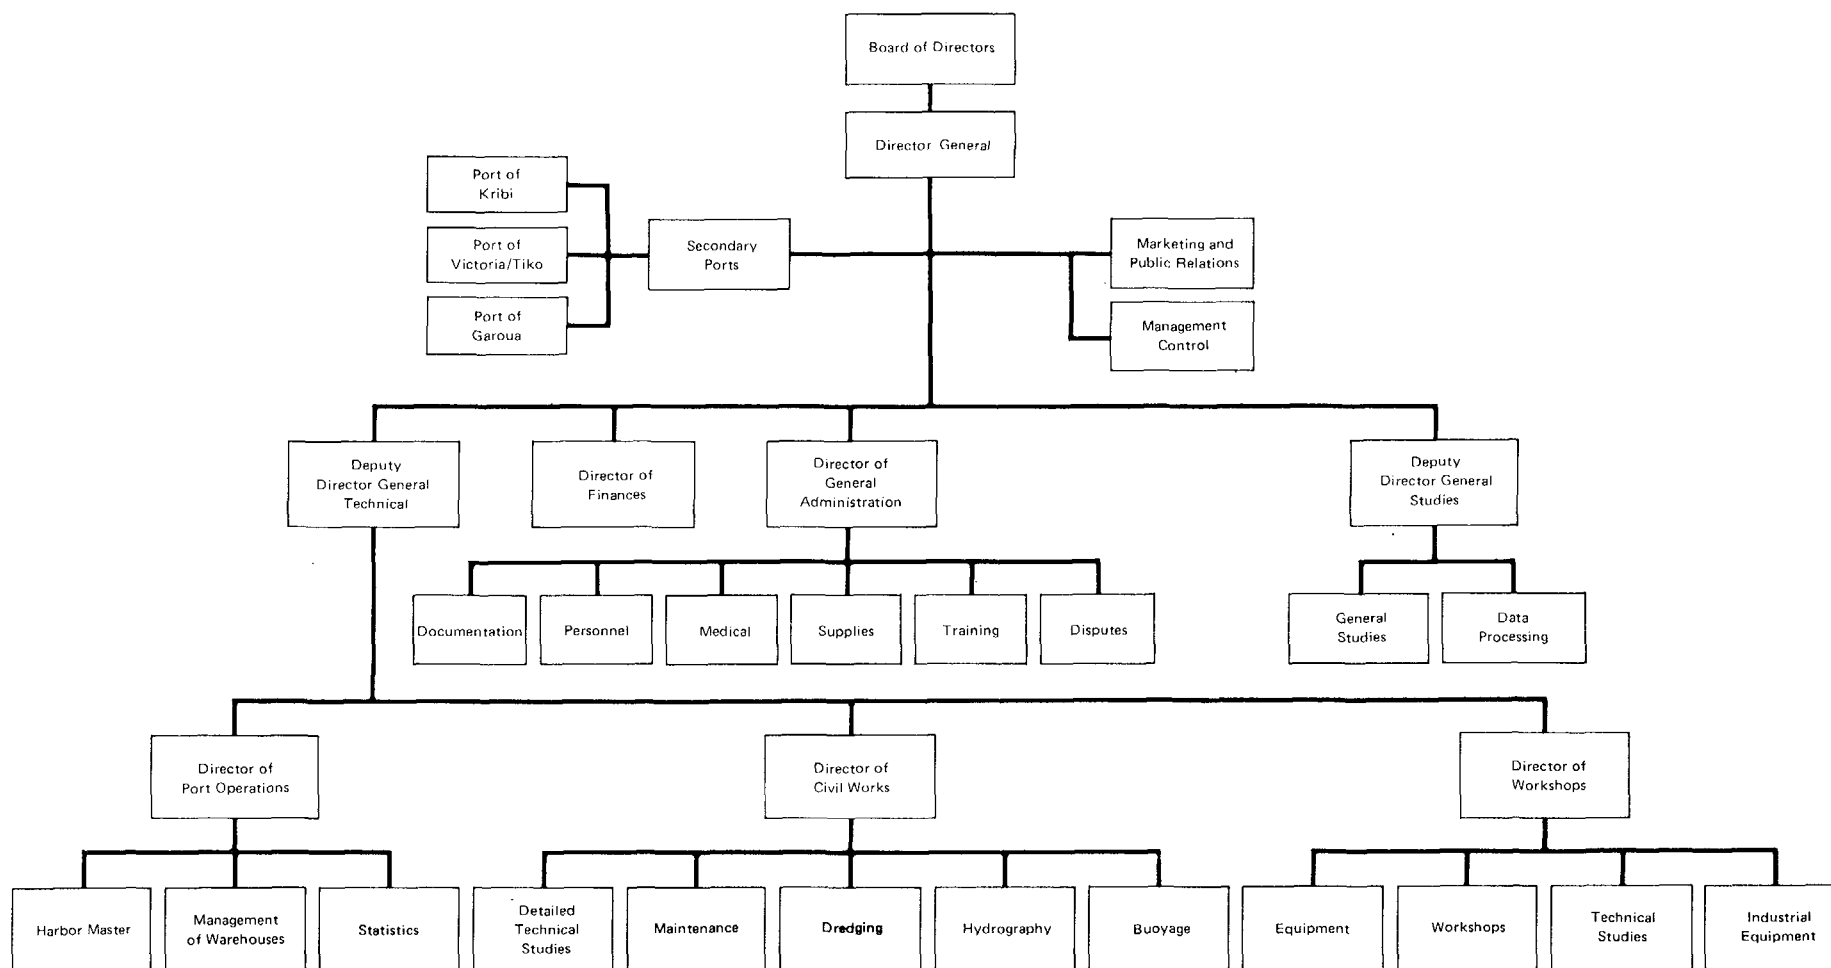 Board of Directors
Director General
Port of
Kribi
Port of
Victoria/Tiko
Port of
Garoua
Secondary
Ports
Marketing and
Public Relations
Management
Control
Deputy
Director General
Technical
Director of
Finances
Director of
General
Administration
Deputy
Director General
Studies
Documentation
Personnel
Medical
Supplies
Training
Disputes
General
Studies
Data
Processing
Director of
Port Operations
Director of
Civil Works
Director of
Workshops
Harbor Master
Management
of Warehouses
Statistics
Detailed
Technical
Studies
Maintenance
Dredging
Hydrography
Buoyage
Equipment
Workshops
Technical
Studies
Industrial
Equipment